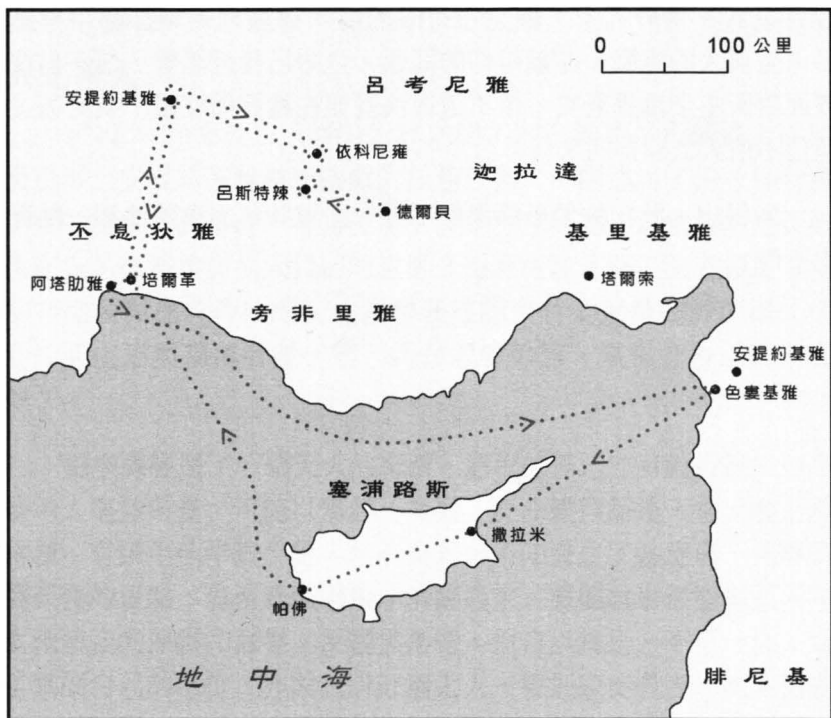 0 100 公里
呂考尼雅
安提約基雅
依科尼雍
迦拉達
呂斯特辣
德爾貝
丕息狄雅
基里基雅
阿塔肋雅
塔爾革
塔爾索
旁非里雅
安提約基雅
色婁基雅
塞浦路斯
撒拉米
帕佛
地中海
腓尼基